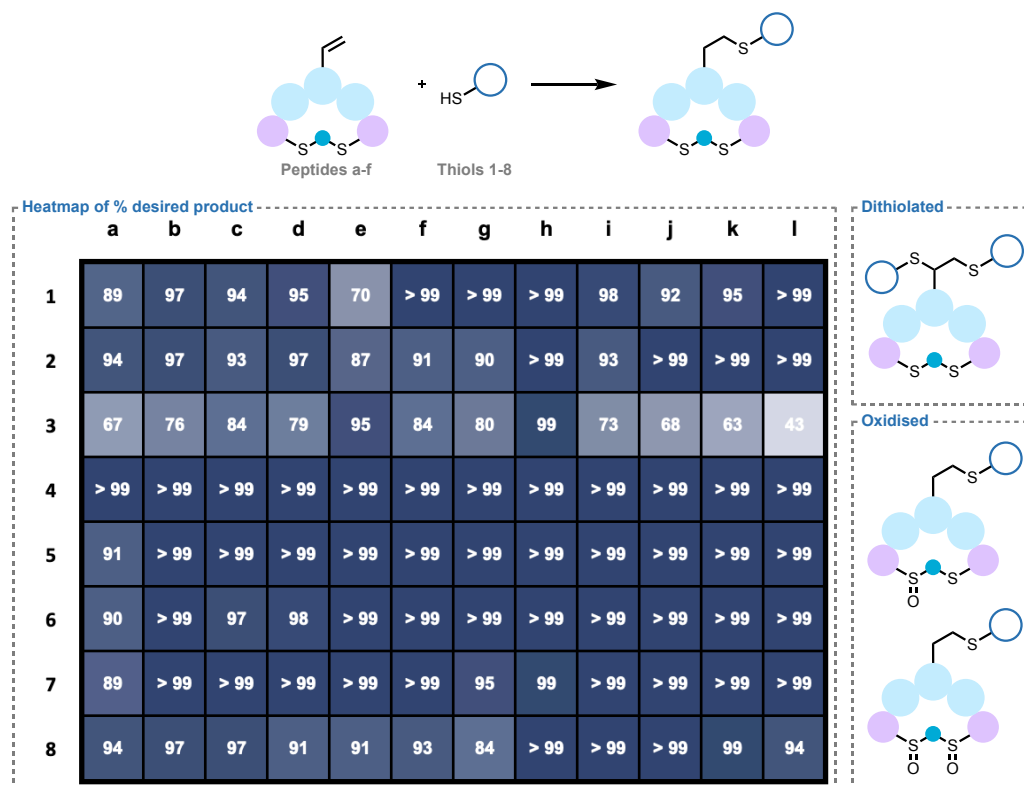 +
HS
S
S S
S S
Peptides a-f
Thiols 1-8
Heatmap of % desired product
a b c d e f g h i j k l
1 89 97 94 95 70 > 99 > 99 > 99 98 92 95 > 99
2 94 97 93 97 87 91 90 > 99 93 > 99 > 99 > 99
3 67 76 84 79 95 84 80 99 73 68 63 43
4 > 99 > 99 > 99 > 99 > 99 > 99 > 99 > 99 > 99 > 99 > 99 > 99
5 91 > 99 > 99 > 99 > 99 > 99 > 99 > 99 > 99 > 99 > 99 > 99
6 90 > 99 97 98 > 99 > 99 > 99 > 99 > 99 > 99 > 99 > 99
7 89 > 99 > 99 > 99 > 99 > 99 95 99 > 99 > 99 > 99 > 99
8 94 97 97 91 91 93 84 > 99 > 99 > 99 99 94
Dithiolated
S S
S S
Oxidised
S
S S
O
S
S S
O O